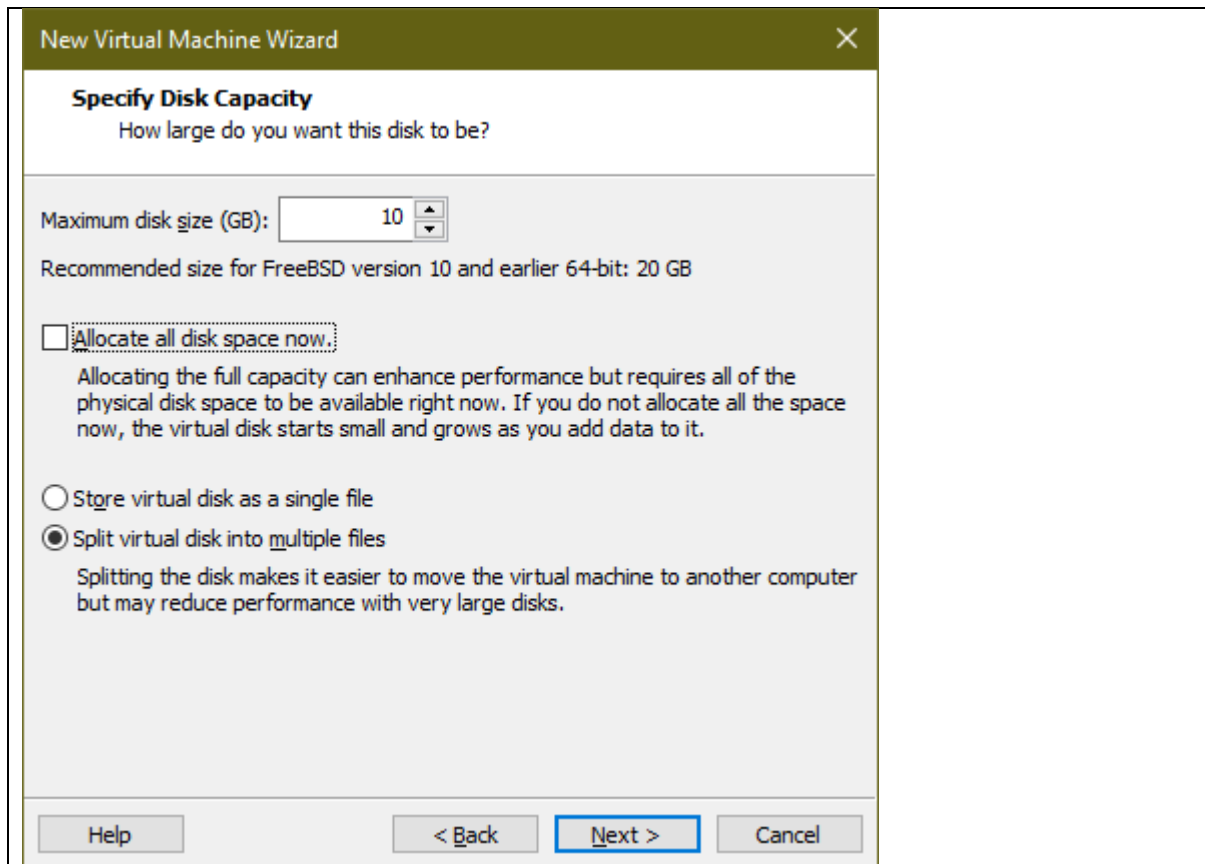 New Virtual Machine Wizard
Specify Disk Capacity
How large do you want this disk to be?
Maximum disk size (GB): 10
Recommended size for FreeBSD version 10 and earlier 64-bit: 20 GB
Allocate all disk space now.
Allocating the full capacity can enhance performance but requires all of the
physical disk space to be available right now. If you do not allocate all the space
now, the virtual disk starts small and grows as you add data to it.
Store virtual disk as a single file
Split virtual disk into multiple files
Splitting the disk makes it easier to move the virtual machine to another computer
but may reduce performance with very large disks.
Help < Back Next > Cancel